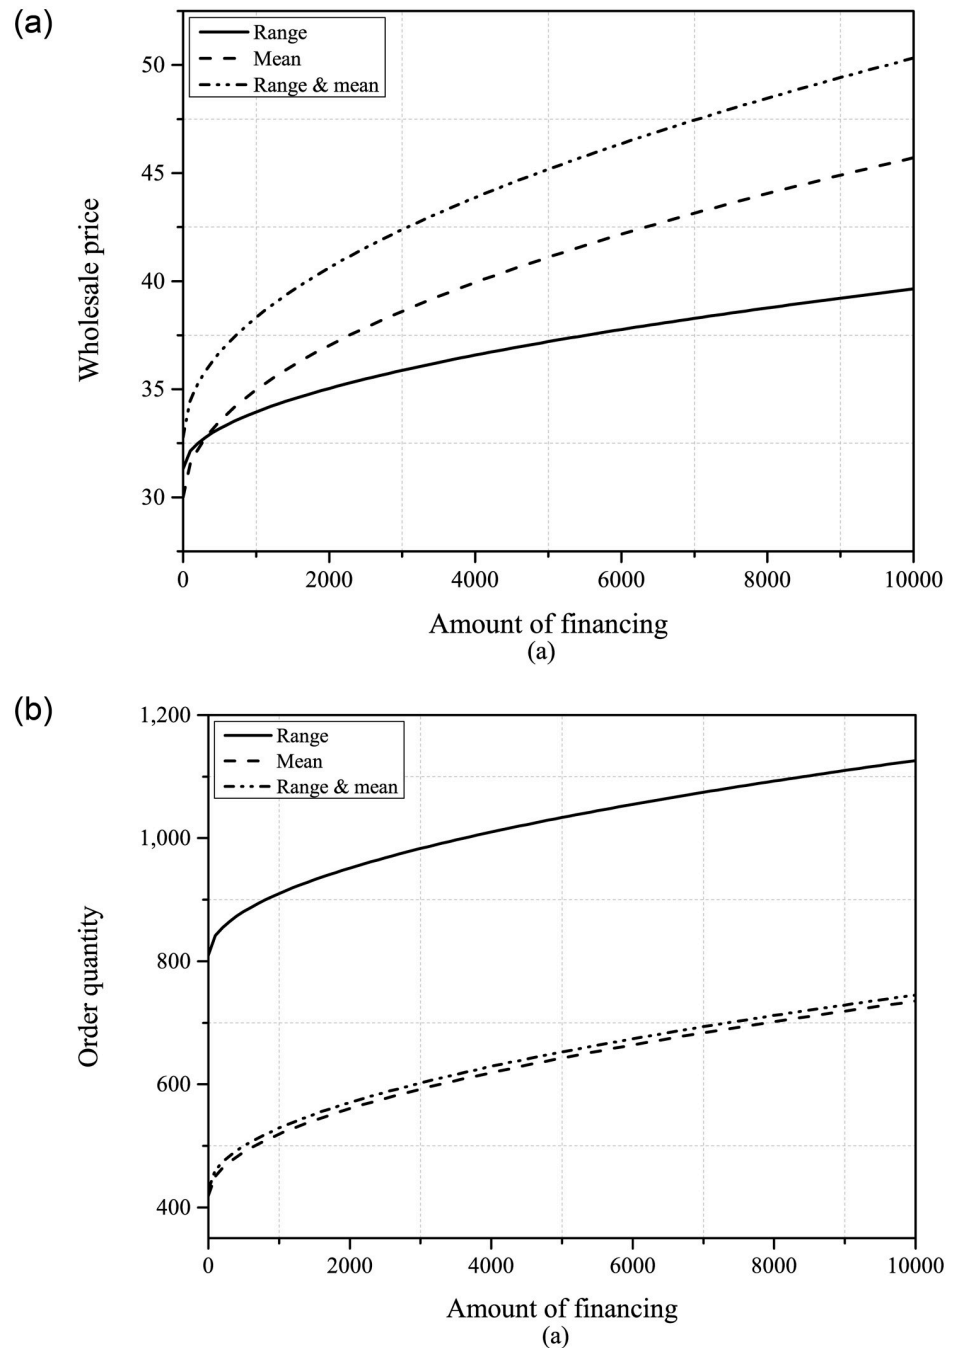 (a)
Range
Mean
Range & mean
50
45
40
35
30
Wholesale price
0 2000 4000 6000 8000 10000
Amount of financing
(a)
(b)
1,200
Range
Mean
Range & mean
1,000
800
600
400
Order quantity
0 2000 4000 6000 8000 10000
Amount of financing
(a)